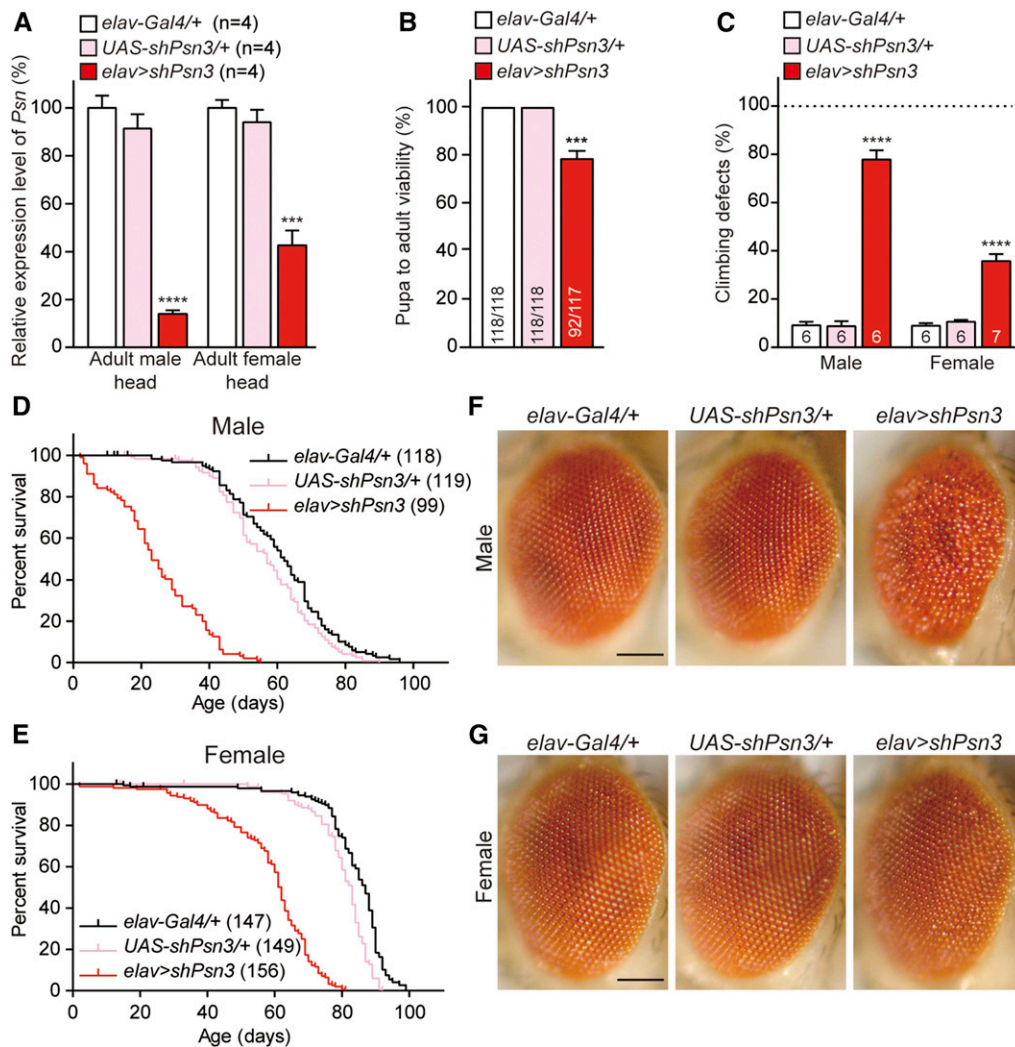 A
elav-Gal4/+ (n=4)
UAS-shPsn3/+ (n=4)
elav>shPsn3 (n=4)
Relative expression level of Psn (%)
100
80
60
40
20
0
****
***
Adult male head
Adult female head
B
elav-Gal4/+
UAS-shPsn3/+
elav>shPsn3
Pupa to adult viability (%)
100
80
60
40
20
0
***
118/118
118/118
92/117
C
elav-Gal4/+
UAS-shPsn3/+
elav>shPsn3
Climbing defects (%)
100
80
60
40
20
0
****
****
6
6
6
6
6
7
Male
Female
D
Male
Percent survival
100
80
60
40
20
0
elav-Gal4/+ (118)
UAS-shPsn3/+ (119)
elav>shPsn3 (99)
0 20 40 60 80 100
Age (days)
E
Female
Percent survival
100
80
60
40
20
0
elav-Gal4/+ (147)
UAS-shPsn3/+ (149)
elav>shPsn3 (156)
0 20 40 60 80 100
Age (days)
F
elav-Gal4/+ UAS-shPsn3/+ elav>shPsn3
Male
G
elav-Gal4/+ UAS-shPsn3/+ elav>shPsn3
Female